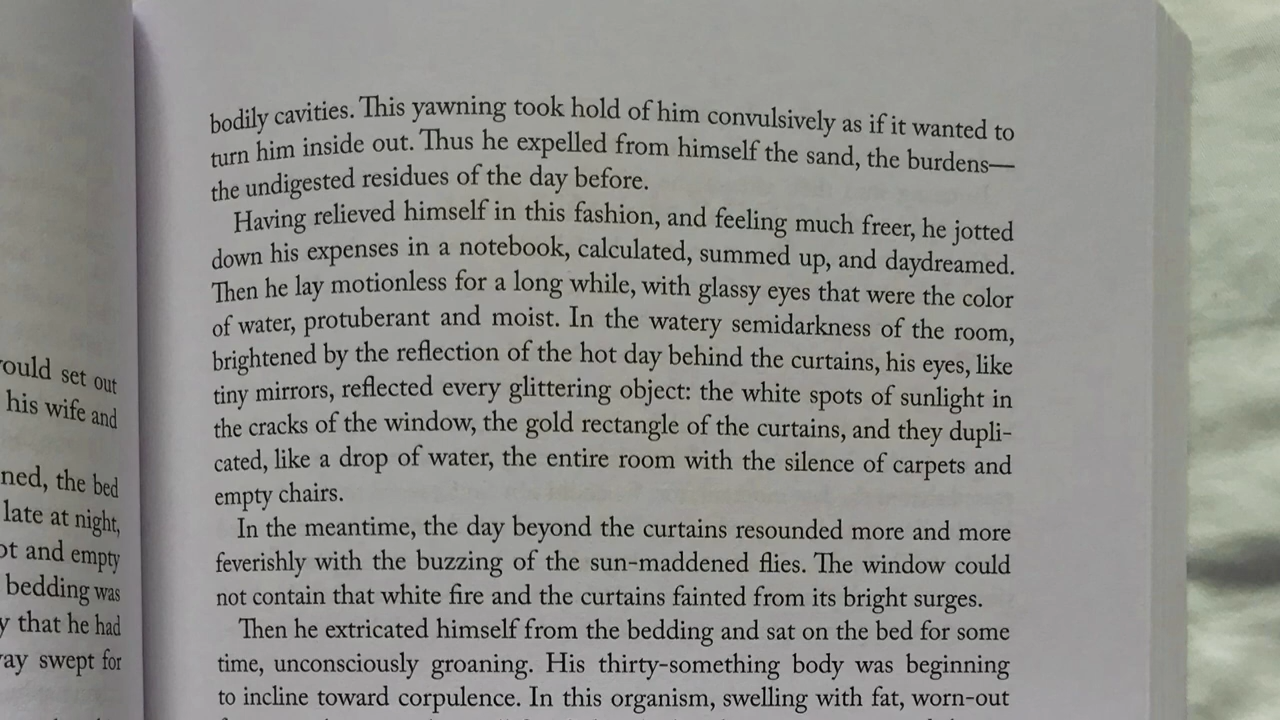 ould set out
his wife and
ned, the bed
late at night,
ot and empty
bedding was
y that he had
ay swept for
bodily cavities. This yawning took hold of him convulsively as if it wanted to
turn him inside out. Thus he expelled from himself the sand, the burdens—
the undigested residues of the day before.
Having relieved himself in this fashion, and feeling much freer, he jotted
down his expenses in a notebook, calculated, summed up, and daydreamed.
Then he lay motionless for a long while, with glassy eyes that were the color
of water, protuberant and moist. In the watery semidarkness of the room,
brightened by the reflection of the hot day behind the curtains, his eyes, like
tiny mirrors, reflected every glittering object: the white spots of sunlight in
the cracks of the window, the gold rectangle of the curtains, and they dupli-
cated, like a drop of water, the entire room with the silence of carpets and
empty chairs.
In the meantime, the day beyond the curtains resounded more and more
feverishly with the buzzing of the sun-maddened flies. The window could
not contain that white fire and the curtains fainted from its bright surges.
Then he extricated himself from the bedding and sat on the bed for some
time, unconsciously groaning. His thirty-something body was beginning
to incline toward corpulence. In this organism, swelling with fat, worn-out